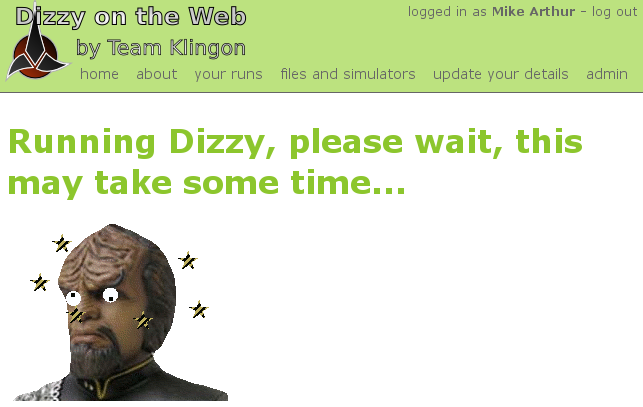 Dizzy on the Web
logged in as Mike Arthur – log out
by Team Klingon
home about your runs files and simulators update your details admin
Running Dizzy, please wait, this
may take some time...